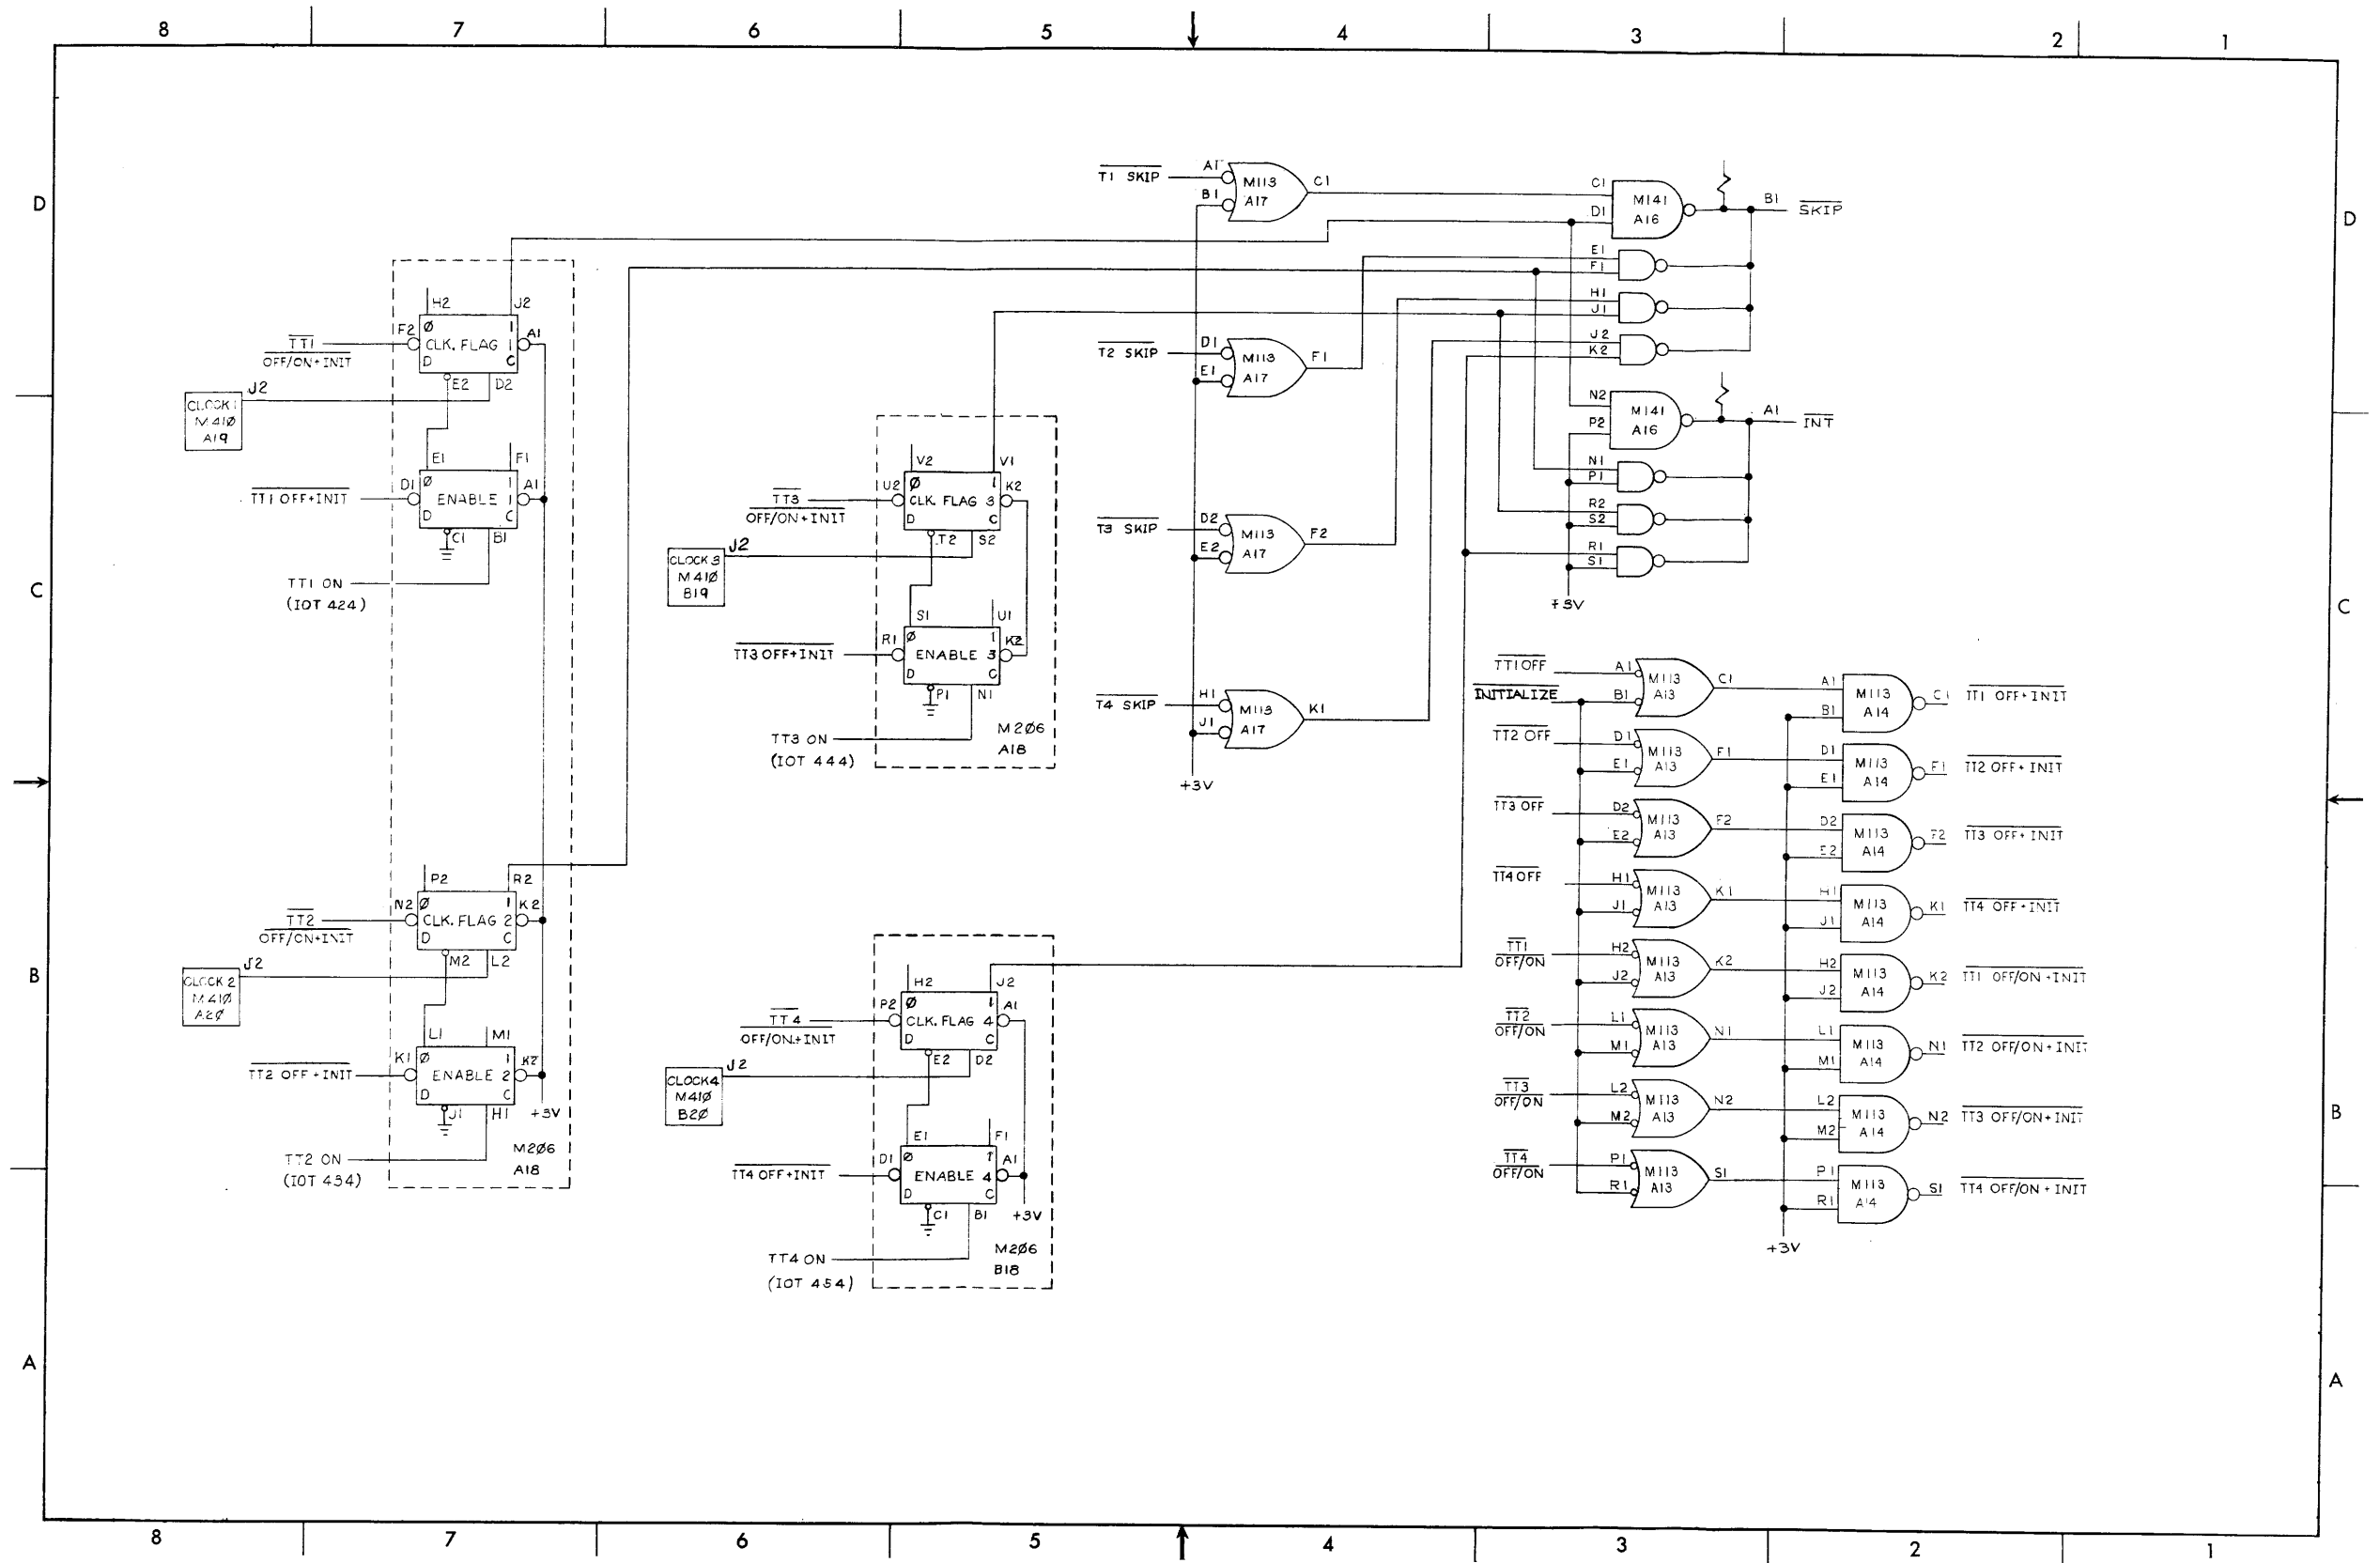 8 7 6 5 4 3 2 1
D
D
T1 SKIP
A1
B1
M113
A17
C1
C1
D1
M141
A16
B1
SKIP
E1
F1
H1
J1
J2
K2
T2 SKIP
D1
E1
M113
A17
F1
N2
P2
M141
A16
A1
INT
N1
P1
R2
S2
R1
S1
+3V
T3 SKIP
D2
E2
M113
A17
F2
T4 SKIP
H1
J1
M113
A17
K1
+3V
H2
J2
TT1
OFF/ON+INIT
F2
Ø 1
CLK. FLAG 1
D C
A1
E2
D2
CLOCK 1
M41Ø
A19
J2
E1
F1
TT1 OFF+INIT
D1
Ø 1
ENABLE 1
D C
A1
C1
B1
TT1 ON
(IOT 424)
P2
R2
TT2
OFF/ON+INIT
N2
Ø 1
CLK. FLAG 2
D C
K2
M2
L2
CLOCK 2
M41Ø
A2Ø
J2
L1
M1
TT2 OFF+INIT
K1
Ø 1
ENABLE 2
D C
K2
J1
H1
+3V
TT2 ON
(IOT 434)
M2Ø6
A18
V2
V1
TT3
OFF/ON+INIT
U2
Ø 1
CLK. FLAG 3
D C
K2
T2
S2
CLOCK 3
M41Ø
B19
J2
S1
U1
TT3 OFF+INIT
R1
Ø 1
ENABLE 3
D C
K2
P1
N1
TT3 ON
(IOT 444)
M2Ø6
A18
H2
J2
TT4
OFF/ON+INIT
P2
Ø 1
CLK. FLAG 4
D C
A1
E2
D2
CLOCK4
M41Ø
B2Ø
J2
E1
F1
TT4 OFF+INIT
D1
Ø 1
ENABLE 4
D C
A1
C1
B1
+3V
TT4 ON
(IOT 454)
M2Ø6
B18
C
C
TT1 OFF
INITIALIZE
A1
B1
M113
A13
C1
A1
B1
M113
A14
C1
TT1 OFF+INIT
TT2 OFF
D1
E1
M113
A13
F1
D1
E1
M113
A14
F1
TT2 OFF+INIT
TT3 OFF
D2
E2
M113
A13
F2
D2
E2
M113
A14
F2
TT3 OFF+INIT
TT4 OFF
H1
J1
M113
A13
K1
H1
J1
M113
A14
K1
TT4 OFF+INIT
TT1
OFF/ON
H2
J2
M113
A13
K2
H2
J2
M113
A14
K2
TT1 OFF/ON+INIT
TT2
OFF/ON
L1
M1
M113
A13
N1
L1
M1
M113
A14
N1
TT2 OFF/ON+INIT
TT3
OFF/ON
L2
M2
M113
A13
N2
L2
M2
M113
A14
N2
TT3 OFF/ON+INIT
TT4
OFF/ON
P1
R1
M113
A13
S1
P1
R1
M113
A14
S1
TT4 OFF/ON+INIT
+3V
B
B
A
A
8 7 6 5 4 3 2 1